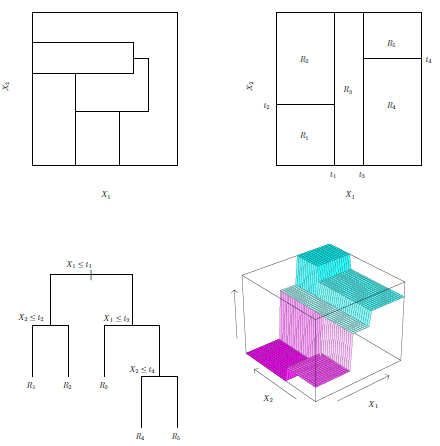 X₂
X₁
R₅
R₂
t₄
X₂
R₃
t₂
R₄
R₁
t₁ t₃
X₁
X₁ ≤ t₁
X₂ ≤ t₂
X₁ ≤ t₃
X₂ ≤ t₄
R₁ R₂ R₃
R₄ R₅
X₂
X₁